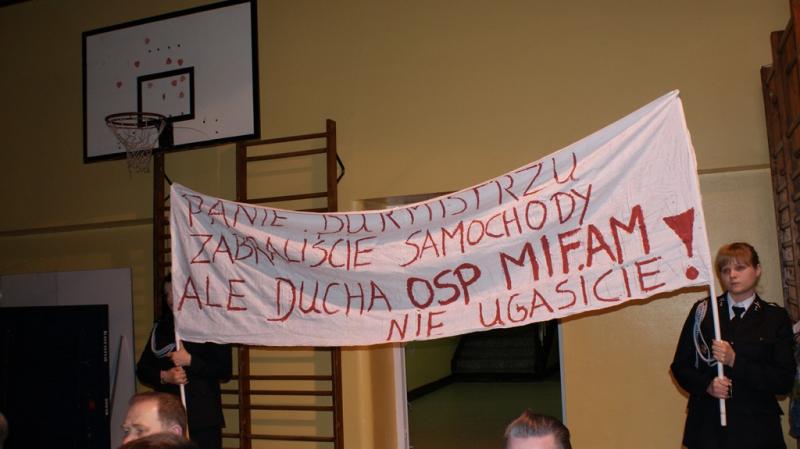 PANIE BURMISTRZU
ZABRALIŚCIE SAMOCHODY
ALE DUCHA OSP MIFAM
NIE UGASICIE!